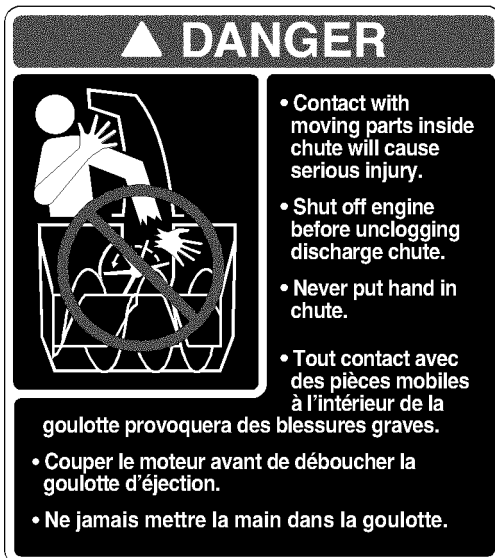 DANGER
• Contact with
moving parts inside
chute will cause
serious injury.
• Shut off engine
before unclogging
discharge chute.
• Never put hand in
chute.
• Tout contact avec
des pièces mobiles
à l'intérieur de la
goulotte provoquera des blessures graves.
• Couper le moteur avant de déboucher la
goulotte d'éjection.
• Ne jamais mettre la main dans la goulotte.